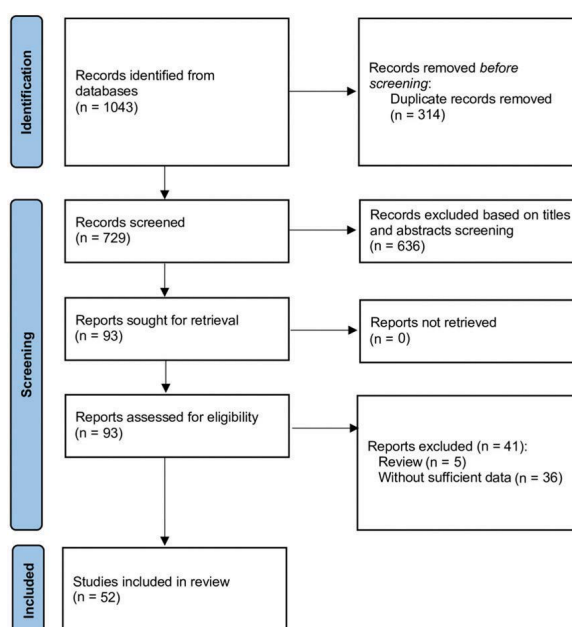 Identification
Records identified from
databases
(n = 1043)
Records removed before
screening:
Duplicate records removed
(n = 314)
Screening
Records screened
(n = 729)
Records excluded based on titles
and abstracts screening
(n = 636)
Reports sought for retrieval
(n = 93)
Reports not retrieved
(n = 0)
Reports assessed for eligibility
(n = 93)
Reports excluded (n = 41):
Review (n = 5)
Without sufficient data (n = 36)
Included
Studies included in review
(n = 52)